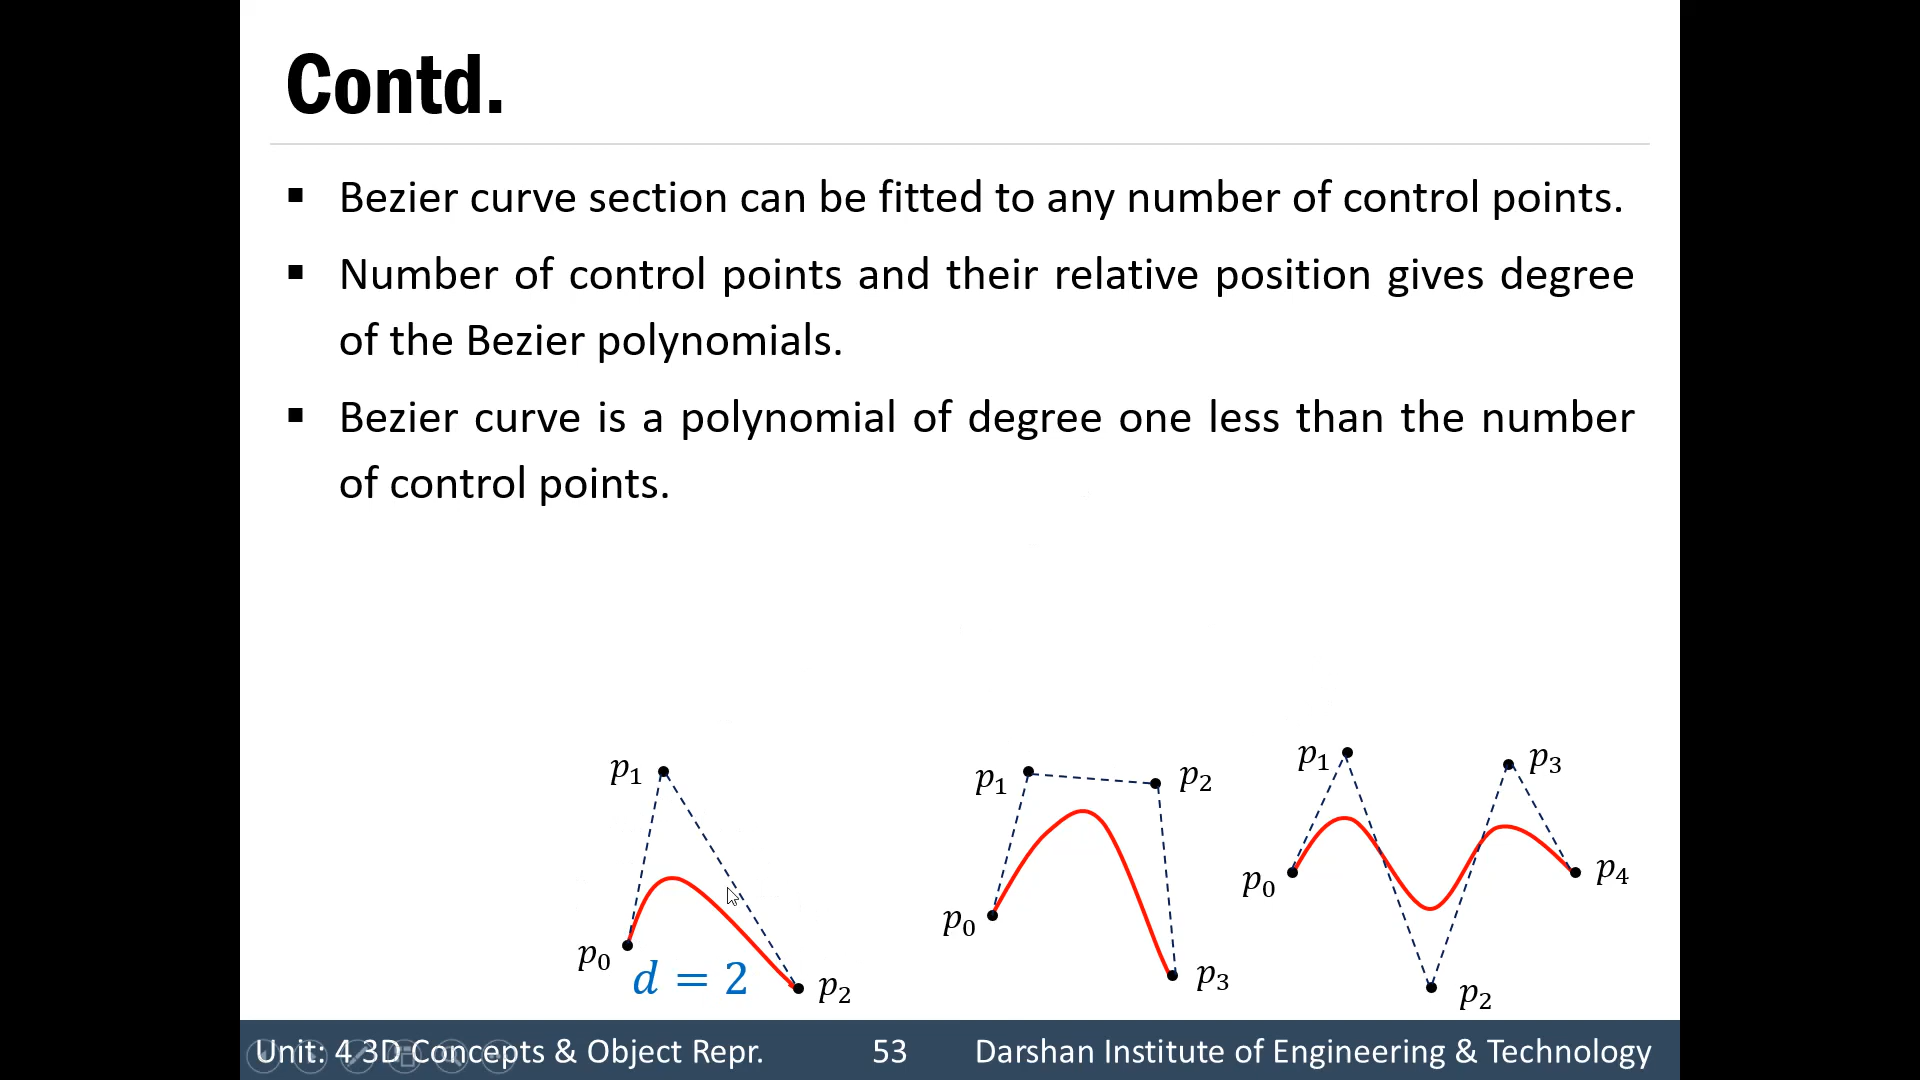 Contd.
▪ Bezier curve section can be fitted to any number of control points.
▪ Number of control points and their relative position gives degree
of the Bezier polynomials.
▪ Bezier curve is a polynomial of degree one less than the number
of control points.
p₁
p₀
d = 2
p₂
p₁
p₂
p₀
p₃
p₁
p₃
p₀
p₄
p₂
Unit: 4 3D Concepts & Object Repr.
53
Darshan Institute of Engineering & Technology